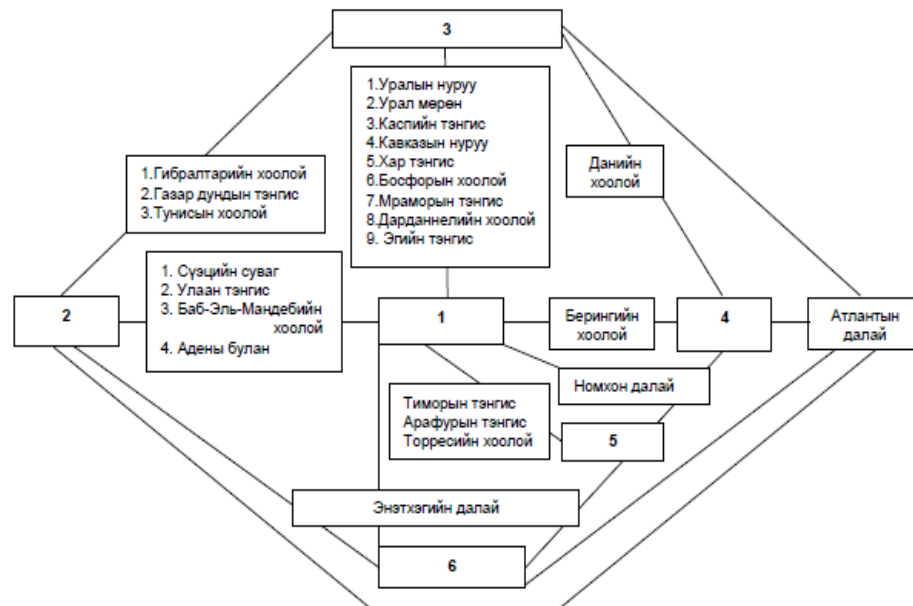 3
1.Уралын нуруу
2.Урал мөрөн
3.Каспийн тэнгис
4.Кавказын нуруу
5.Хар тэнгис
6.Босфорын хоолой
7.Мраморын тэнгис
8.Дарданнелийн хоолой
9. Эгийн тэнгис
Данийн
хоолой
1.Гибралтарийн хоолой
2.Газар дундын тэнгис
3.Тунисын хоолой
1. Сүэцийн суваг
2. Улаан тэнгис
3. Баб-Эль-Мандебийн
хоолой
4. Адены булан
2
1
Берингийн
хоолой
4
Атлантын
далай
Номхон далай
Тиморын тэнгис
Арафурын тэнгис
Торресийн хоолой
5
Энэтхэгийн далай
6